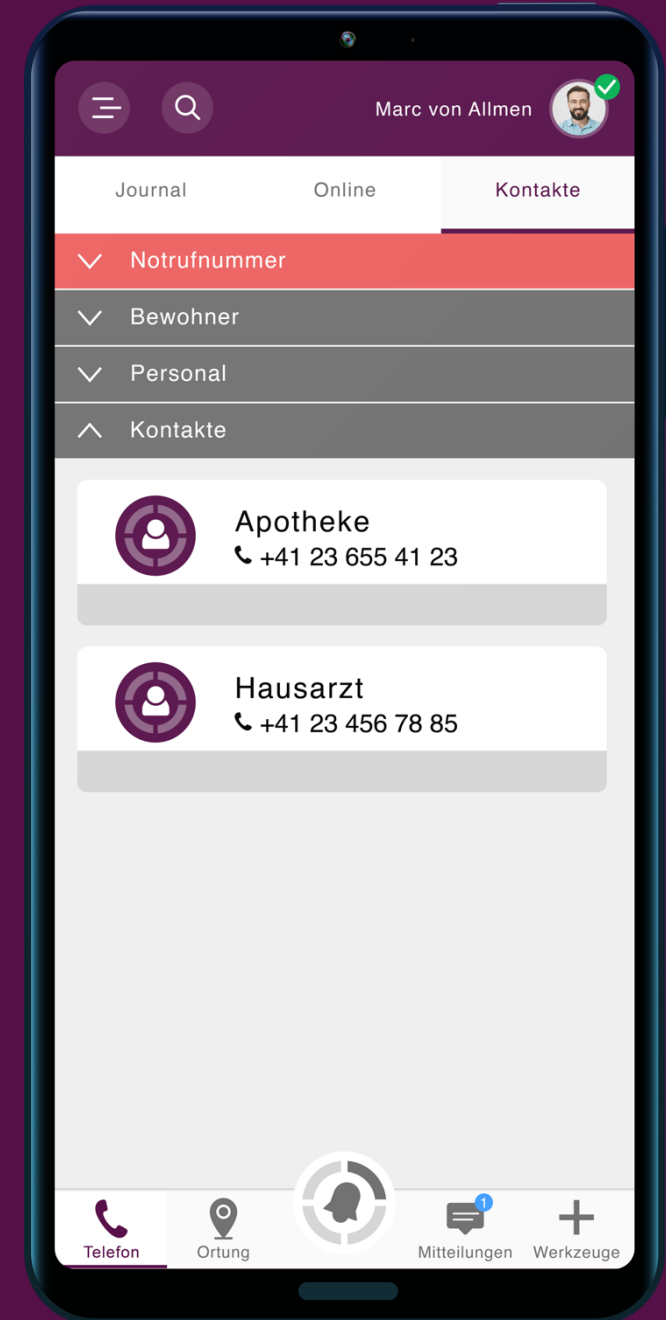 Marc von Allmen
Journal Online Kontakte
Notrufnummer
Bewohner
Personal
Kontakte
Apotheke
+41 23 655 41 23
Hausarzt
+41 23 456 78 85
1
Telefon Ortung Mitteilungen Werkzeuge